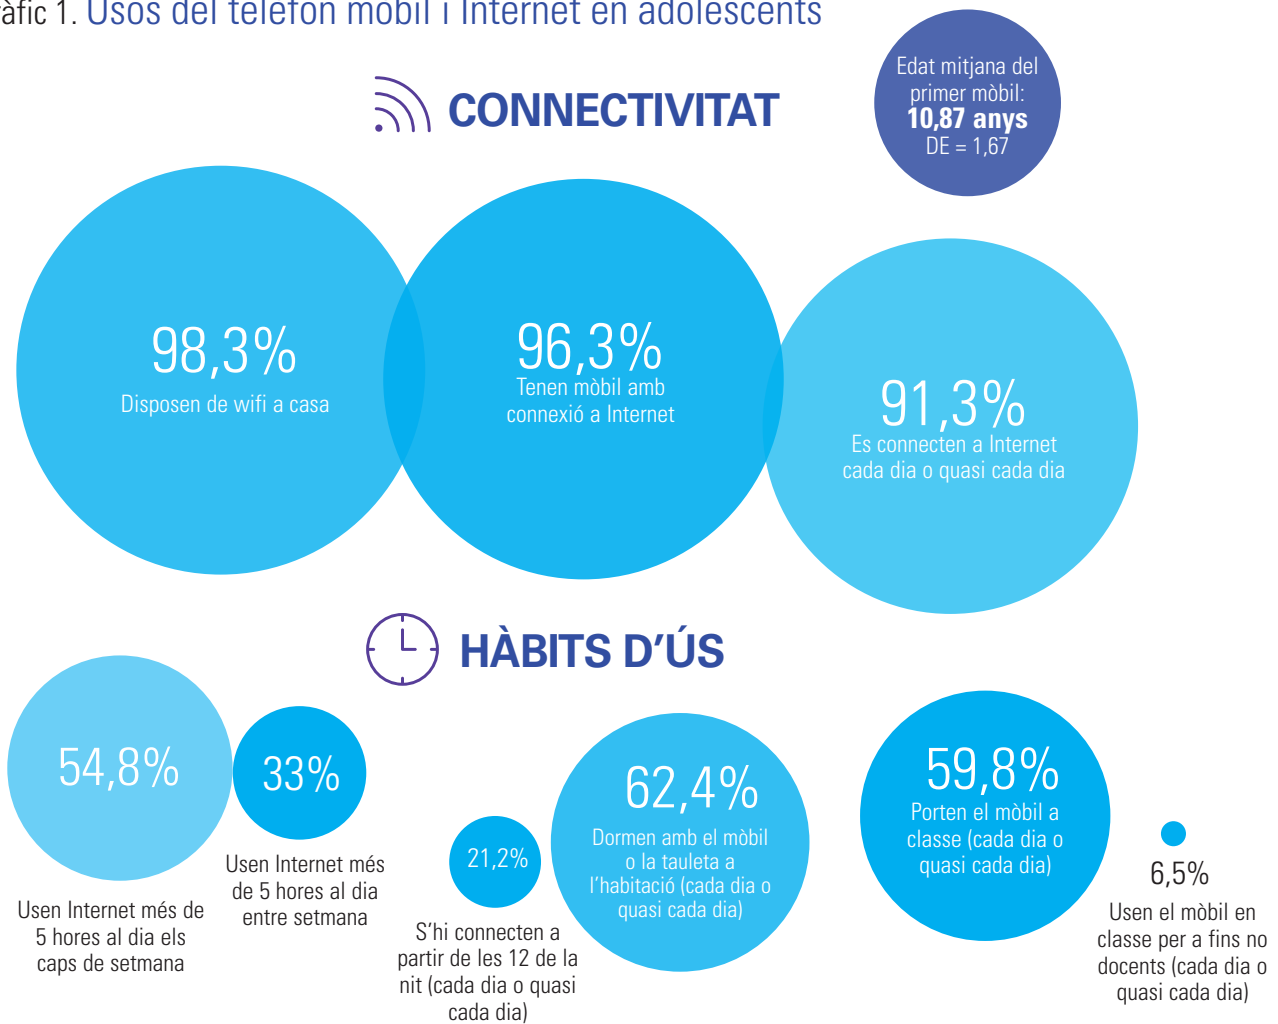 àfic 1. Usos del telèfon mòbil i Internet en adolescents
CONNECTIVITAT
Edat mitjana del
primer mòbil:
10,87 anys
DE = 1,67
98,3%
Disposen de wifi a casa
96,3%
Tenen mòbil amb
connexió a Internet
91,3%
Es connecten a Internet
cada dia o quasi cada dia
HÀBITS D’ÚS
54,8%
Usen Internet més de
5 hores al dia els
caps de setmana
33%
Usen Internet més
de 5 hores al dia
entre setmana
21,2%
S’hi connecten a
partir de les 12 de la
nit (cada dia o quasi
cada dia)
62,4%
Dormen amb el mòbil
o la tauleta a
l’habitació (cada dia o
quasi cada dia)
59,8%
Porten el mòbil a
classe (cada dia o
quasi cada dia)
6,5%
Usen el mòbil en
classe per a fins no
docents (cada dia o
quasi cada dia)